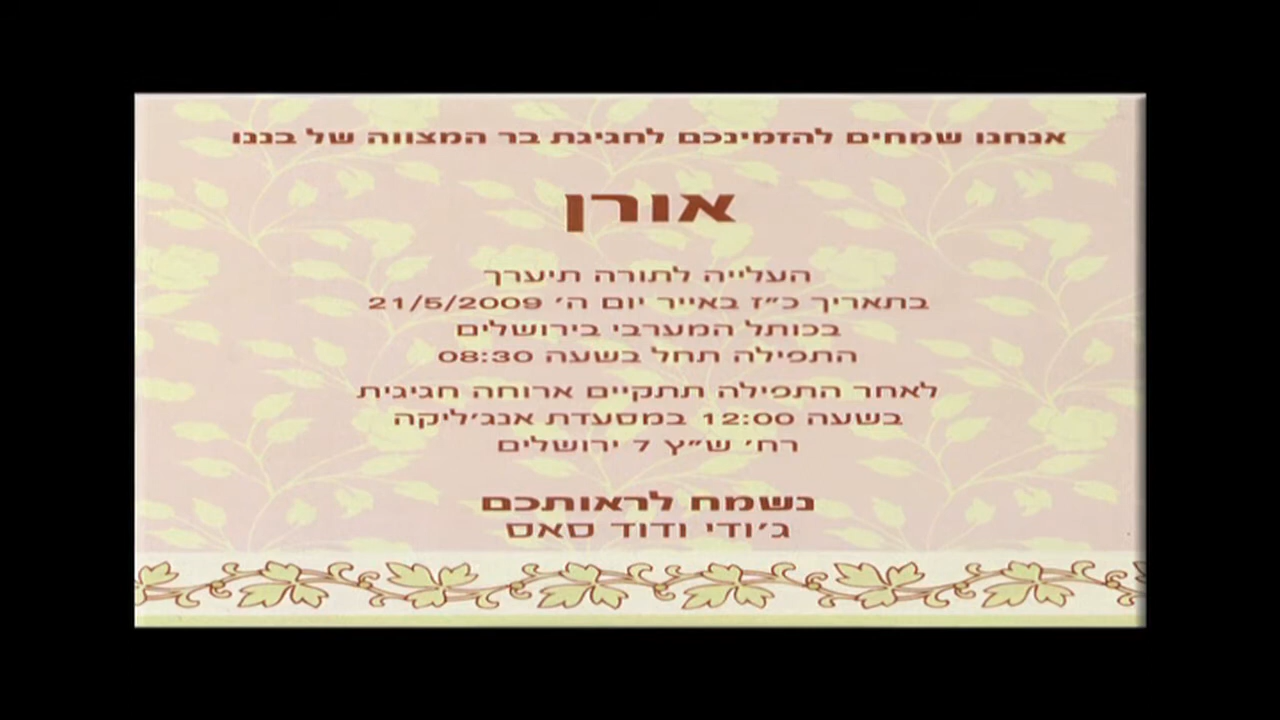 אנחנו שמחים להזמינכם לחגיגת בר המצווה של בננו
אורן
העלייה לתורה תיערך
בתאריך כ״ז באייר יום ה׳ 21/5/2009
בכותל המערבי בירושלים
התפילה תחל בשעה 08:30
לאחר התפילה תתקיים ארוחה חגיגית
בשעה 12:00 במסעדת אנג׳ליקה
רח׳ ש״ץ 7 ירושלים
נשמח לראותכם
ג׳ודי ודוד סאס